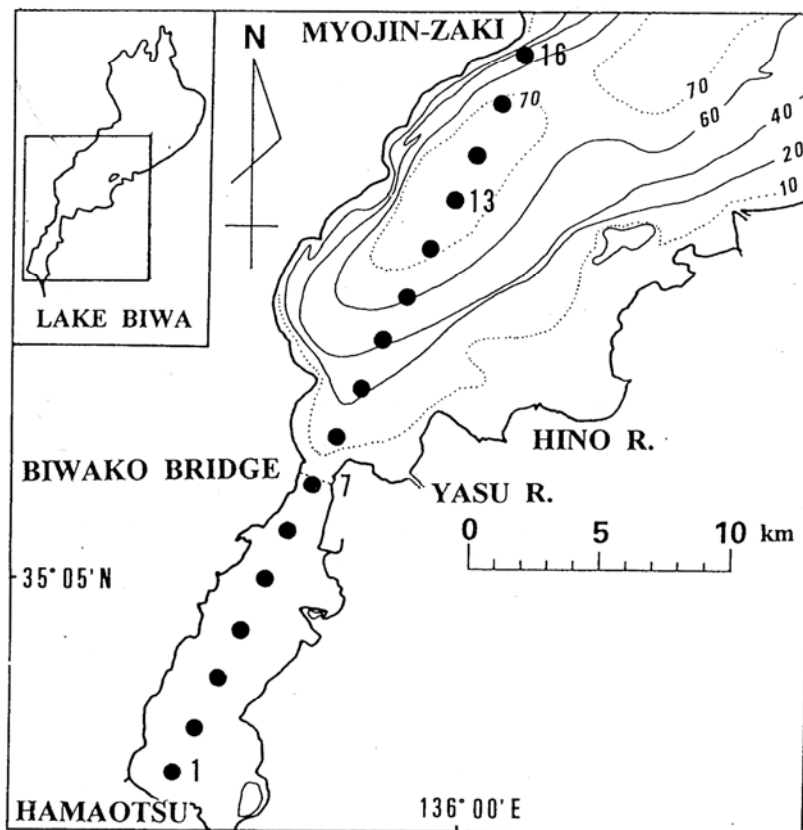 MYOJIN-ZAKI
N
16
70
70
60
40
20
10
13
LAKE BIWA
HINO R.
BIWAKO BRIDGE
7
YASU R.
0 5 10 km
35°05'N
1
HAMAOTSU
136°00'E